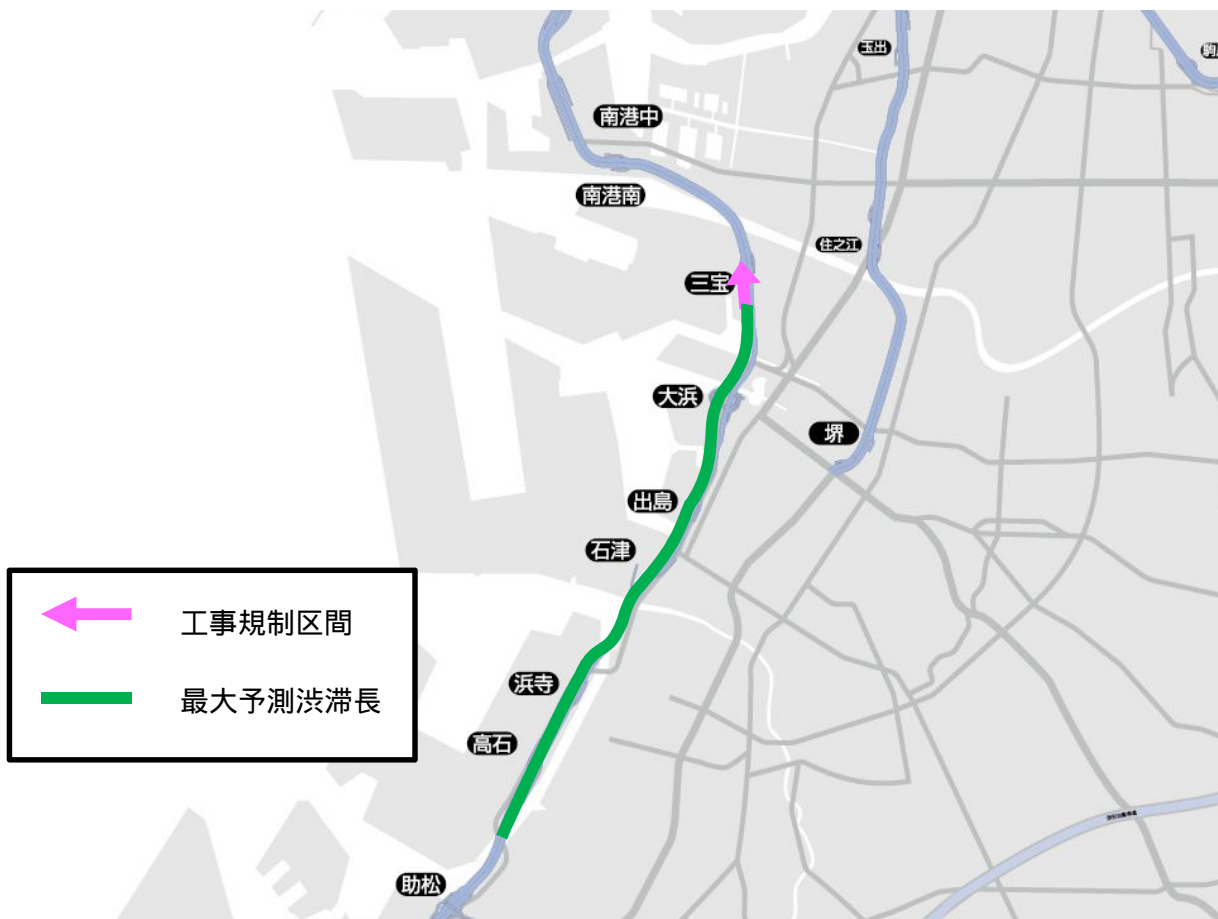 玉出
南港中
南港南
住之江
三宝
大浜
堺
出島
石津
工事規制区間
浜寺
最大予測渋滞長
高石
助松